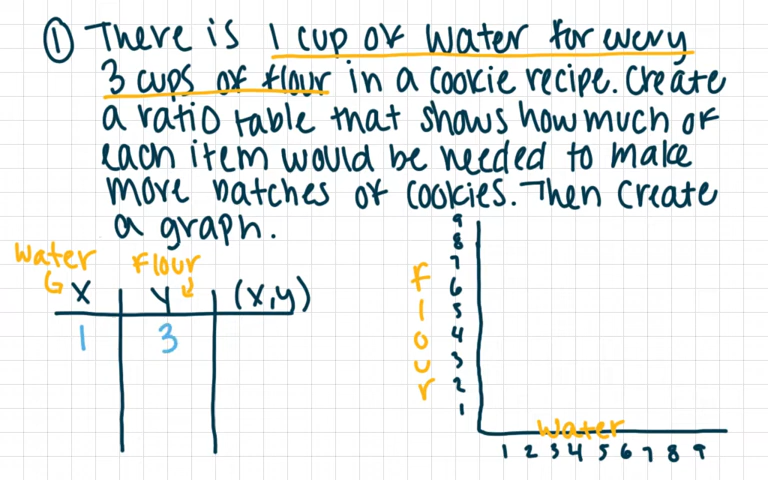 ① There is 1 cup of water for every
3 cups of flour in a cookie recipe. Create
a ratio table that shows how much of
each item would be needed to make
more batches of cookies. Then create
a graph.
Water
Flour
X Y (X,y)
1 3
Flour
9
8
7
6
5
4
3
2
1
Water
1 2 3 4 5 6 7 8 9